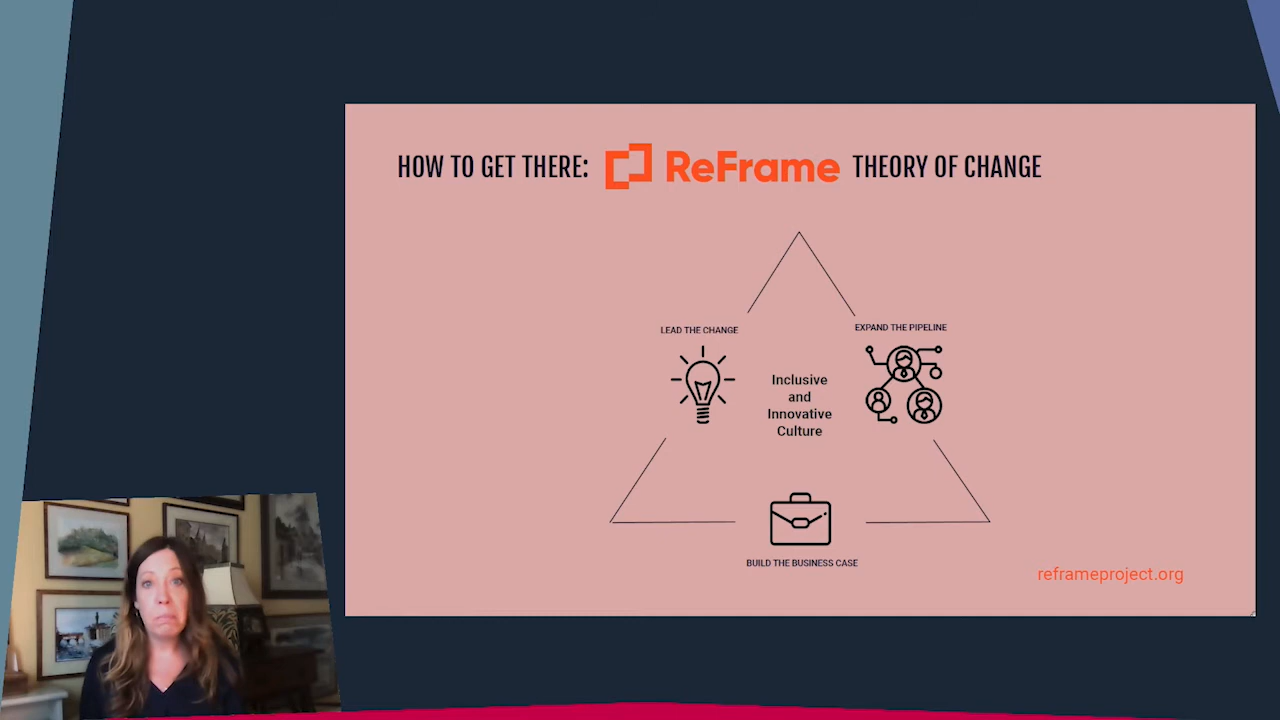 HOW TO GET THERE: ReFrame THEORY OF CHANGE
LEAD THE CHANGE
EXPAND THE PIPELINE
Inclusive
and
Innovative
Culture
BUILD THE BUSINESS CASE
reframeproject.org